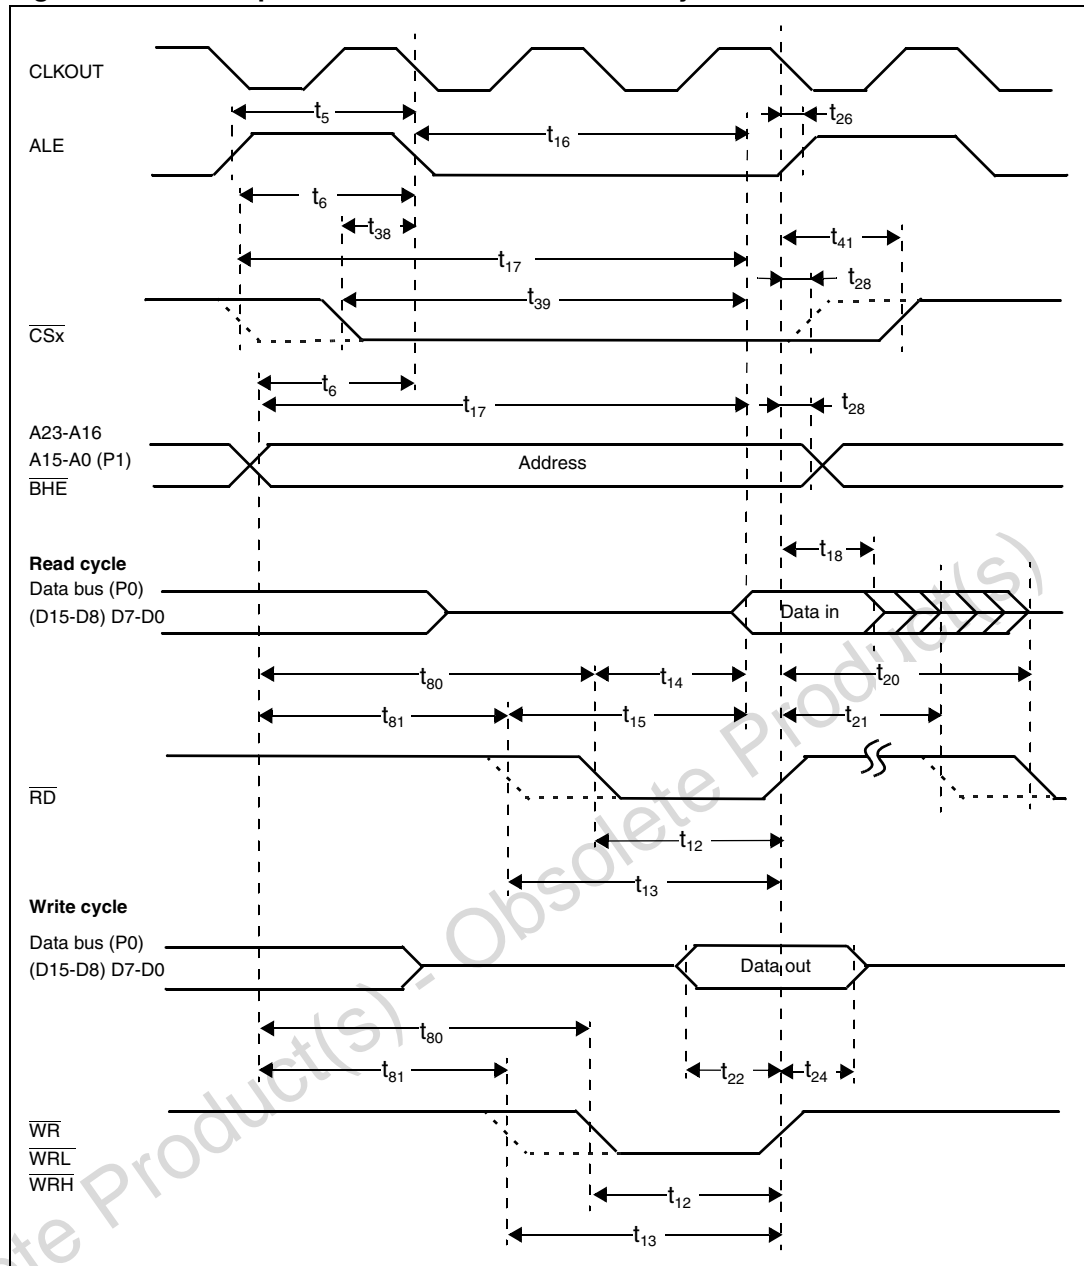 CLKOUT
t5
t26
ALE
t16
t6
t38
t41
t17
t28
t39
CSx
t6
t17
t28
A23-A16
A15-A0 (P1)
Address
BHE
t18
Read cycle
Data bus (P0)
Data in
(D15-D8) D7-D0
t80
t14
t20
t81
t15
t21
RD
t12
t13
Write cycle
Data bus (P0)
(D15-D8) D7-D0
Data out
t80
t81
t22
t24
WR
WRL
WRH
t12
t13
ete Product(s) - Obsolete Product(s)